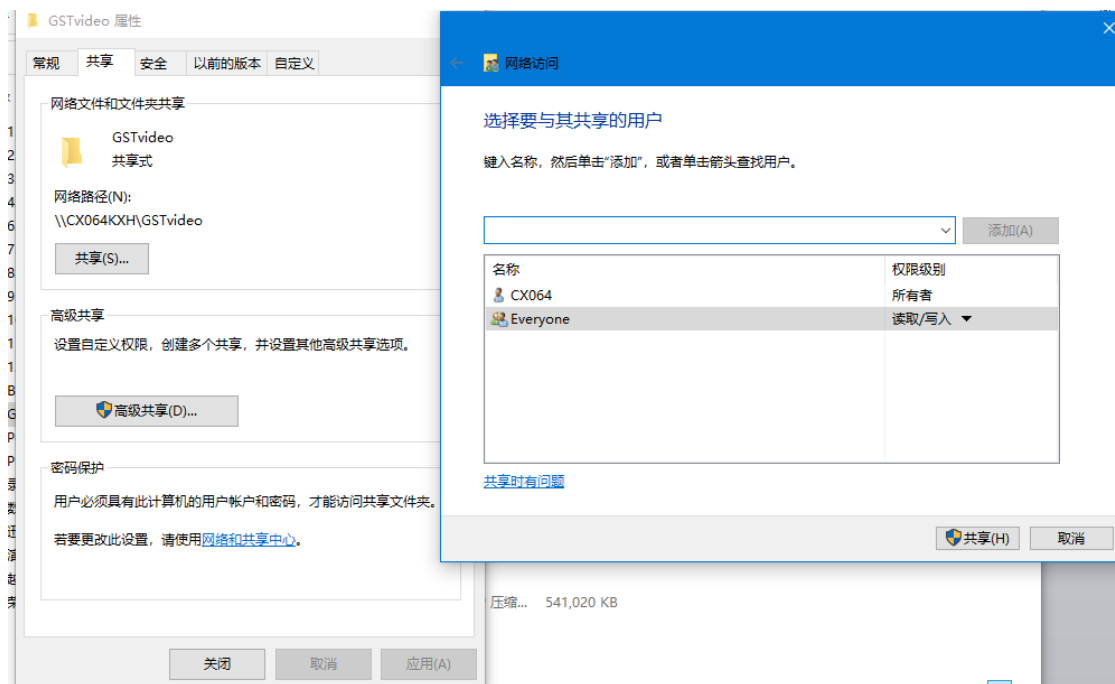 GSTvideo 属性
常规 共享 安全 以前的版本 自定义
网络文件和文件夹共享
GSTvideo
共享式
网络路径(N):
\\CX064KXH\GSTvideo
共享(S)...
高级共享
设置自定义权限，创建多个共享，并设置其他高级共享选项。
高级共享(D)...
密码保护
用户必须具有此计算机的用户帐户和密码，才能访问共享文件夹。
若要更改此设置，请使用网络和共享中心。
关闭 取消 应用(A)
网络访问
选择要与其共享的用户
键入名称，然后单击"添加"，或者单击箭头查找用户。
添加(A)
名称 权限级别
CX064 所有者
Everyone 读取/写入
共享时有问题
共享(H) 取消
压缩... 541,020 KB